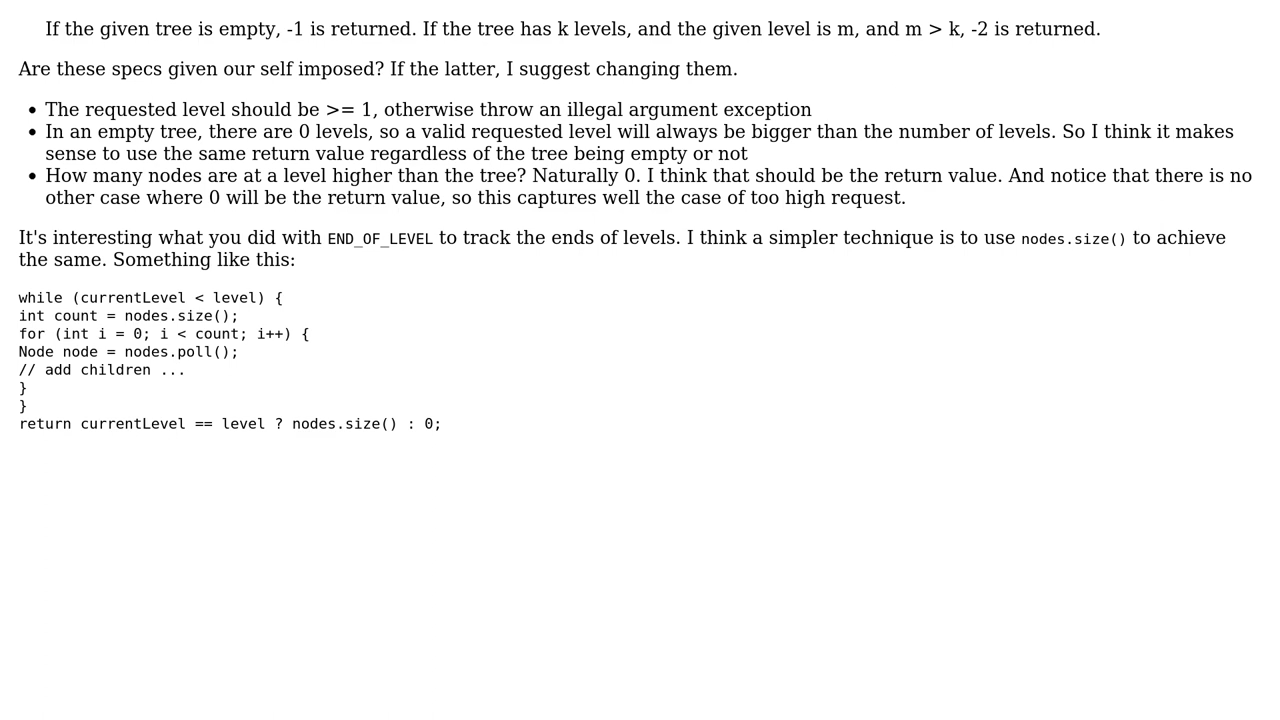 If the given tree is empty, -1 is returned. If the tree has k levels, and the given level is m, and m > k, -2 is returned.
Are these specs given our self imposed? If the latter, I suggest changing them.
• The requested level should be >= 1, otherwise throw an illegal argument exception
• In an empty tree, there are 0 levels, so a valid requested level will always be bigger than the number of levels. So I think it makes
sense to use the same return value regardless of the tree being empty or not
• How many nodes are at a level higher than the tree? Naturally 0. I think that should be the return value. And notice that there is no
other case where 0 will be the return value, so this captures well the case of too high request.
It's interesting what you did with END_OF_LEVEL to track the ends of levels. I think a simpler technique is to use nodes.size() to achieve
the same. Something like this:
while (currentLevel < level) {
int count = nodes.size();
for (int i = 0; i < count; i++) {
Node node = nodes.poll();
// add children ...
}
}
return currentLevel == level ? nodes.size() : 0;